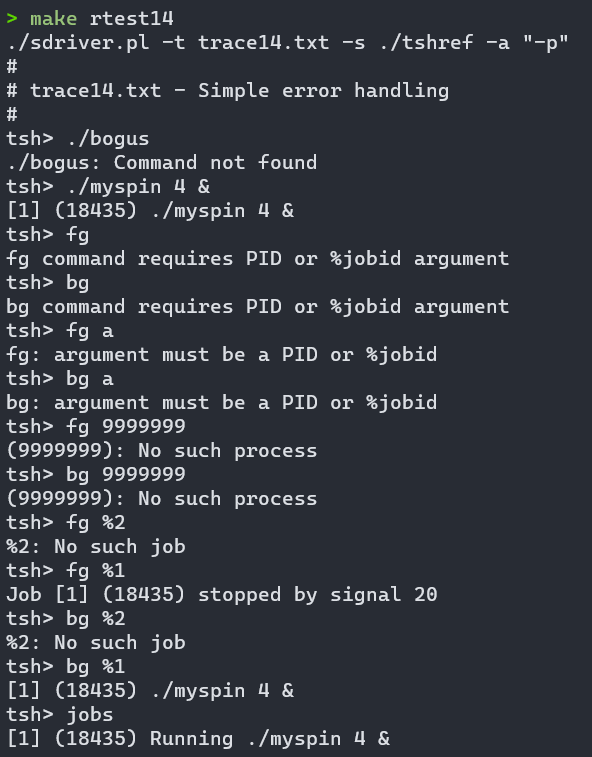 > make rtest14
./sdriver.pl -t trace14.txt -s ./tshref -a "-p"
#
# trace14.txt - Simple error handling
#
tsh> ./bogus
./bogus: Command not found
tsh> ./myspin 4 &
[1] (18435) ./myspin 4 &
tsh> fg
fg command requires PID or %jobid argument
tsh> bg
bg command requires PID or %jobid argument
tsh> fg a
fg: argument must be a PID or %jobid
tsh> bg a
bg: argument must be a PID or %jobid
tsh> fg 9999999
(9999999): No such process
tsh> bg 9999999
(9999999): No such process
tsh> fg %2
%2: No such job
tsh> fg %1
Job [1] (18435) stopped by signal 20
tsh> bg %2
%2: No such job
tsh> bg %1
[1] (18435) ./myspin 4 &
tsh> jobs
[1] (18435) Running ./myspin 4 &